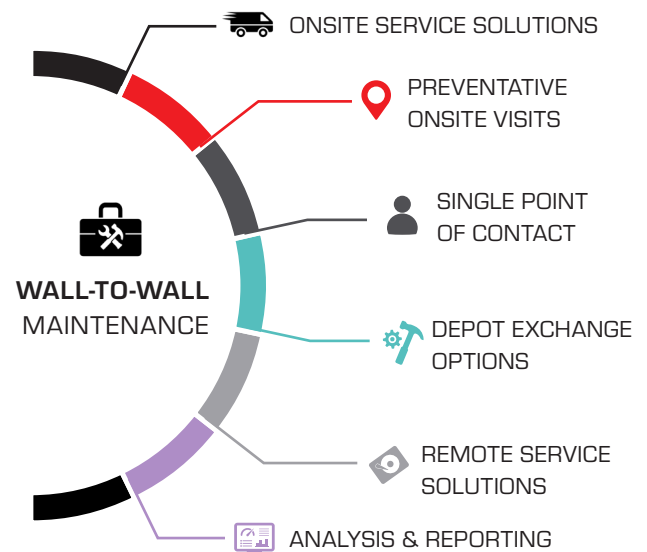 ONSITE SERVICE SOLUTIONS
PREVENTATIVE
ONSITE VISITS
SINGLE POINT
OF CONTACT
WALL-TO-WALL
MAINTENANCE
DEPOT EXCHANGE
OPTIONS
REMOTE SERVICE
SOLUTIONS
ANALYSIS & REPORTING